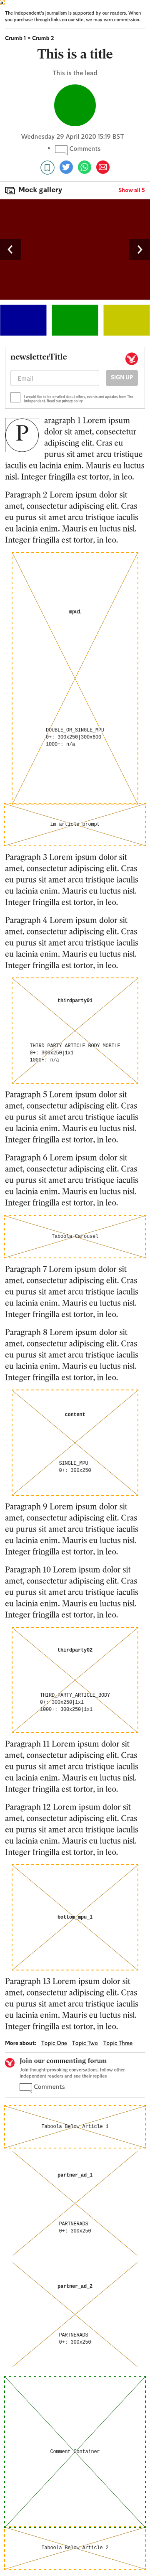 The Independent's journalism is supported by our readers. When
you purchase through links on our site, we may earn commission.
Crumb 1 > Crumb 2
This is a title
This is the lead
Wednesday 29 April 2020 15:19 BST
• Comments
Mock gallery
Show all 5
newsletterTitle
Email
SIGN UP
I would like to be emailed about offers, events and updates from The
Independent. Read our privacy policy
P
aragraph 1 Lorem ipsum
dolor sit amet, consectetur
adipiscing elit. Cras eu
purus sit amet arcu tristique
iaculis eu lacinia enim. Mauris eu luctus
nisl. Integer fringilla est tortor, in leo.
Paragraph 2 Lorem ipsum dolor sit
amet, consectetur adipiscing elit. Cras
eu purus sit amet arcu tristique iaculis
eu lacinia enim. Mauris eu luctus nisl.
Integer fringilla est tortor, in leo.
mpu1
DOUBLE_OR_SINGLE_MPU
0+: 300x250|300x600
1000+: n/a
im article prompt
Paragraph 3 Lorem ipsum dolor sit
amet, consectetur adipiscing elit. Cras
eu purus sit amet arcu tristique iaculis
eu lacinia enim. Mauris eu luctus nisl.
Integer fringilla est tortor, in leo.
Paragraph 4 Lorem ipsum dolor sit
amet, consectetur adipiscing elit. Cras
eu purus sit amet arcu tristique iaculis
eu lacinia enim. Mauris eu luctus nisl.
Integer fringilla est tortor, in leo.
thirdparty01
THIRD_PARTY_ARTICLE_BODY_MOBILE
0+: 300x250|1x1
1000+: n/a
Paragraph 5 Lorem ipsum dolor sit
amet, consectetur adipiscing elit. Cras
eu purus sit amet arcu tristique iaculis
eu lacinia enim. Mauris eu luctus nisl.
Integer fringilla est tortor, in leo.
Paragraph 6 Lorem ipsum dolor sit
amet, consectetur adipiscing elit. Cras
eu purus sit amet arcu tristique iaculis
eu lacinia enim. Mauris eu luctus nisl.
Integer fringilla est tortor, in leo.
Taboola Carousel
Paragraph 7 Lorem ipsum dolor sit
amet, consectetur adipiscing elit. Cras
eu purus sit amet arcu tristique iaculis
eu lacinia enim. Mauris eu luctus nisl.
Integer fringilla est tortor, in leo.
Paragraph 8 Lorem ipsum dolor sit
amet, consectetur adipiscing elit. Cras
eu purus sit amet arcu tristique iaculis
eu lacinia enim. Mauris eu luctus nisl.
Integer fringilla est tortor, in leo.
content
SINGLE_MPU
0+: 300x250
Paragraph 9 Lorem ipsum dolor sit
amet, consectetur adipiscing elit. Cras
eu purus sit amet arcu tristique iaculis
eu lacinia enim. Mauris eu luctus nisl.
Integer fringilla est tortor, in leo.
Paragraph 10 Lorem ipsum dolor sit
amet, consectetur adipiscing elit. Cras
eu purus sit amet arcu tristique iaculis
eu lacinia enim. Mauris eu luctus nisl.
Integer fringilla est tortor, in leo.
thirdparty02
THIRD_PARTY_ARTICLE_BODY
0+: 300x250|1x1
1000+: 300x250|1x1
Paragraph 11 Lorem ipsum dolor sit
amet, consectetur adipiscing elit. Cras
eu purus sit amet arcu tristique iaculis
eu lacinia enim. Mauris eu luctus nisl.
Integer fringilla est tortor, in leo.
Paragraph 12 Lorem ipsum dolor sit
amet, consectetur adipiscing elit. Cras
eu purus sit amet arcu tristique iaculis
eu lacinia enim. Mauris eu luctus nisl.
Integer fringilla est tortor, in leo.
bottom_mpu_1
Paragraph 13 Lorem ipsum dolor sit
amet, consectetur adipiscing elit. Cras
eu purus sit amet arcu tristique iaculis
eu lacinia enim. Mauris eu luctus nisl.
Integer fringilla est tortor, in leo.
More about: Topic One Topic Two Topic Three
Join our commenting forum
Join thought-provoking conversations, follow other
Independent readers and see their replies
Comments
Taboola Below Article 1
partner_ad_1
PARTNERADS
0+: 300x250
partner_ad_2
PARTNERADS
0+: 300x250
Comment Container
Taboola Below Article 2